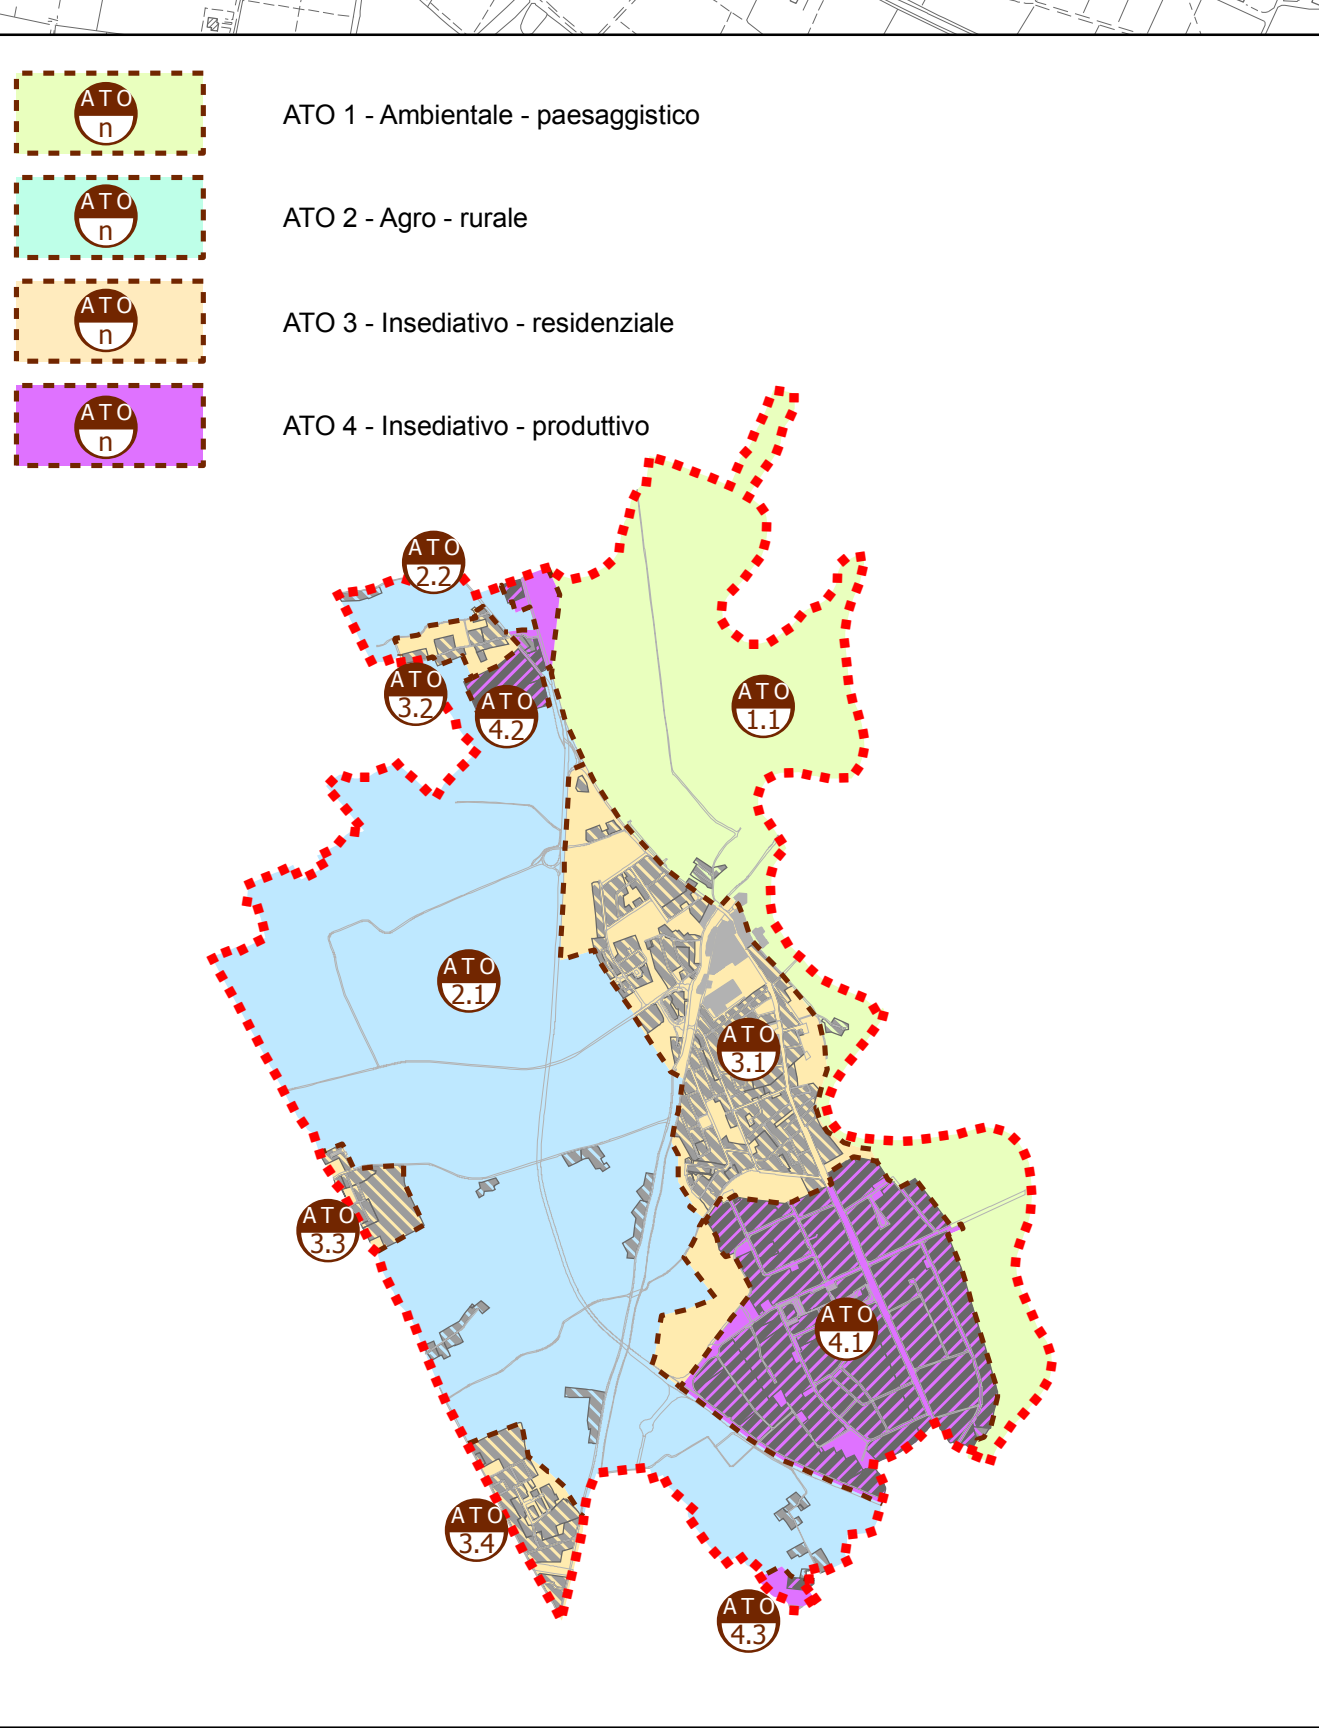 ATO
n
ATO 1 - Ambientale - paesaggistico
ATO
n
ATO 2 - Agro - rurale
ATO
n
ATO 3 - Insediativo - residenziale
ATO
n
ATO 4 - Insediativo - produttivo
ATO
2.2
ATO
3.2
ATO
4.2
ATO
1.1
ATO
2.1
ATO
3.1
ATO
3.3
ATO
4.1
ATO
3.4
ATO
4.3